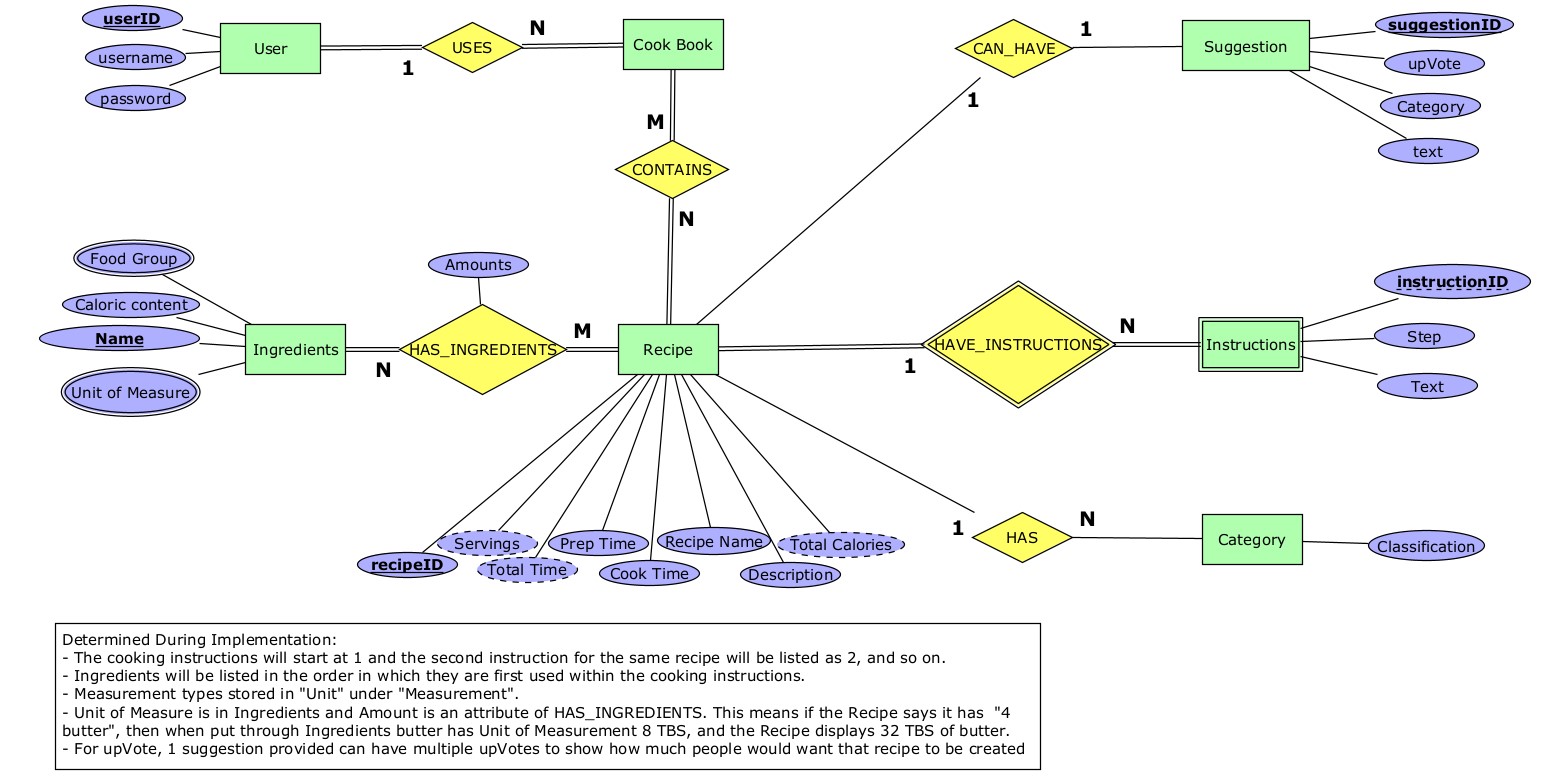 userID
username
password
User
1
USES
N
Cook Book
M
CONTAINS
N
CAN_HAVE
1
1
Suggestion
suggestionID
upVote
Category
text
Food Group
Caloric content
Name
Unit of Measure
Ingredients
N
Amounts
HAS_INGREDIENTS
M
Recipe
1
HAVE_INSTRUCTIONS
N
Instructions
instructionID
Step
Text
recipeID
Servings
Total Time
Prep Time
Cook Time
Recipe Name
Description
Total Calories
1
HAS
N
Category
Classification
Determined During Implementation:
- The cooking instructions will start at 1 and the second instruction for the same recipe will be listed as 2, and so on.
- Ingredients will be listed in the order in which they are first used within the cooking instructions.
- Measurement types stored in "Unit" under "Measurement".
- Unit of Measure is in Ingredients and Amount is an attribute of HAS_INGREDIENTS. This means if the Recipe says it has "4
butter", then when put through Ingredients butter has Unit of Measurement 8 TBS, and the Recipe displays 32 TBS of butter.
- For upVote, 1 suggestion provided can have multiple upVotes to show how much people would want that recipe to be created